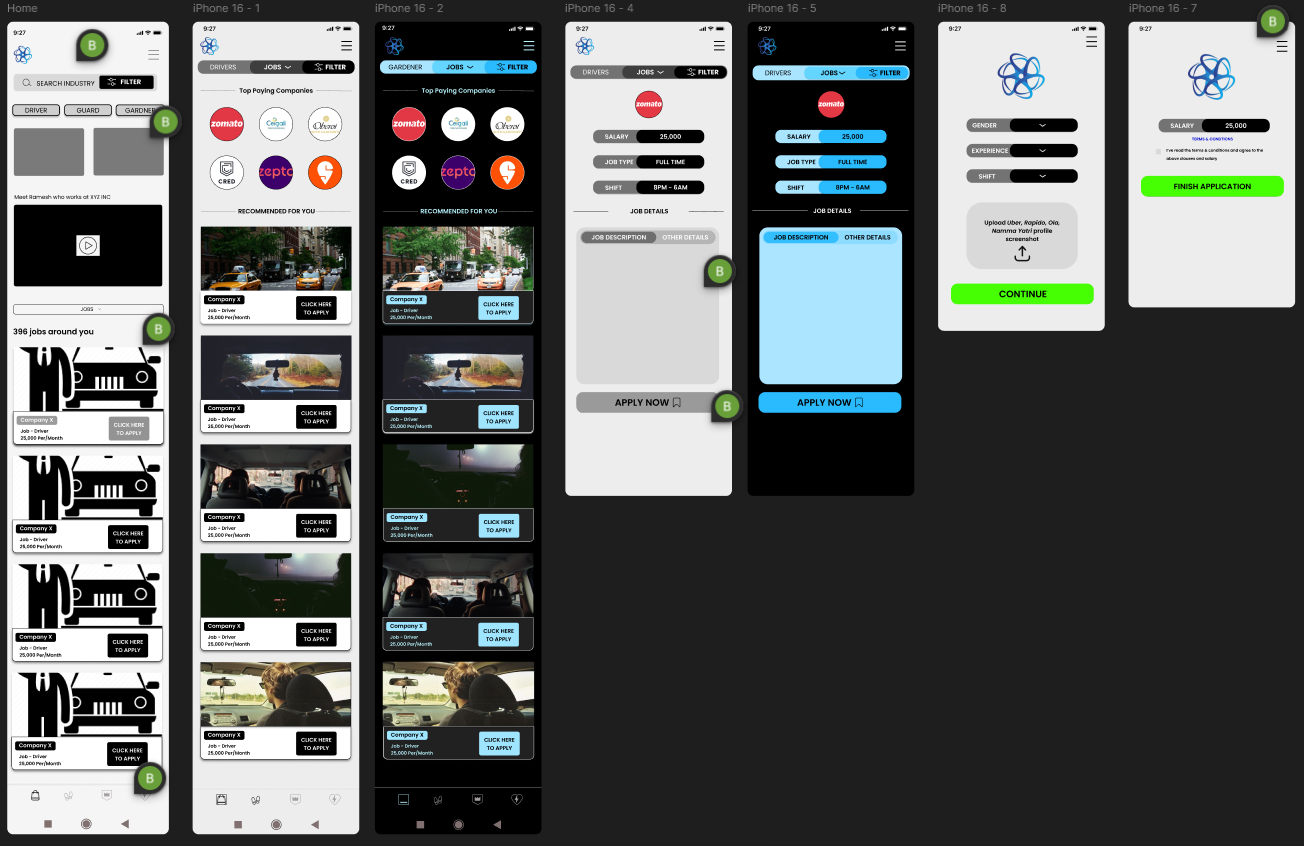 Home
9:27
B
SEARCH INDUSTRY
FILTER
DRIVER
GUARD
GARDENER
B
Meet Ramesh who works at XYZ INC
JOBS
396 jobs around you
B
Company X
Job - Driver
25,000 Per/Month
CLICK HERE
TO APPLY
Company X
Job - Driver
25,000 Per/Month
CLICK HERE
TO APPLY
Company X
Job - Driver
25,000 Per/Month
CLICK HERE
TO APPLY
Company X
Job - Driver
25,000 Per/Month
CLICK HERE
TO APPLY
B
iPhone 16 - 1
9:27
DRIVERS
JOBS
FILTER
Top Paying Companies
zomato
Ceigall
Oberoi
CRED
zepto
RECOMMENDED FOR YOU
Company X
Job - Driver
25,000 Per/Month
CLICK HERE
TO APPLY
Company X
Job - Driver
25,000 Per/Month
CLICK HERE
TO APPLY
Company X
Job - Driver
25,000 Per/Month
CLICK HERE
TO APPLY
Company X
Job - Driver
25,000 Per/Month
CLICK HERE
TO APPLY
Company X
Job - Driver
25,000 Per/Month
CLICK HERE
TO APPLY
iPhone 16 - 2
9:27
GARDENER
JOBS
FILTER
Top Paying Companies
zomato
Ceigall
Oberoi
CRED
zepto
RECOMMENDED FOR YOU
Company X
Job - Driver
25,000 Per/Month
CLICK HERE
TO APPLY
Company X
Job - Driver
25,000 Per/Month
CLICK HERE
TO APPLY
Company X
Job - Driver
25,000 Per/Month
CLICK HERE
TO APPLY
Company X
Job - Driver
25,000 Per/Month
CLICK HERE
TO APPLY
Company X
Job - Driver
25,000 Per/Month
CLICK HERE
TO APPLY
iPhone 16 - 4
9:27
DRIVERS
JOBS
FILTER
zomato
SALARY
25,000
JOB TYPE
FULL TIME
SHIFT
8PM - 6AM
JOB DETAILS
JOB DESCRIPTION
OTHER DETAILS
B
APPLY NOW
B
iPhone 16 - 5
9:27
DRIVERS
JOBS
FILTER
zomato
SALARY
25,000
JOB TYPE
FULL TIME
SHIFT
8PM - 6AM
JOB DETAILS
JOB DESCRIPTION
OTHER DETAILS
APPLY NOW
iPhone 16 - 8
9:27
GENDER
EXPERIENCE
SHIFT
Upload Uber, Rapido, Ola,
Namma Yatri profile
screenshot
CONTINUE
iPhone 16 - 7
9:27
B
SALARY
25,000
TERMS & CONDITIONS
I've read the terms & conditions and agree to the
above clauses and salary
FINISH APPLICATION